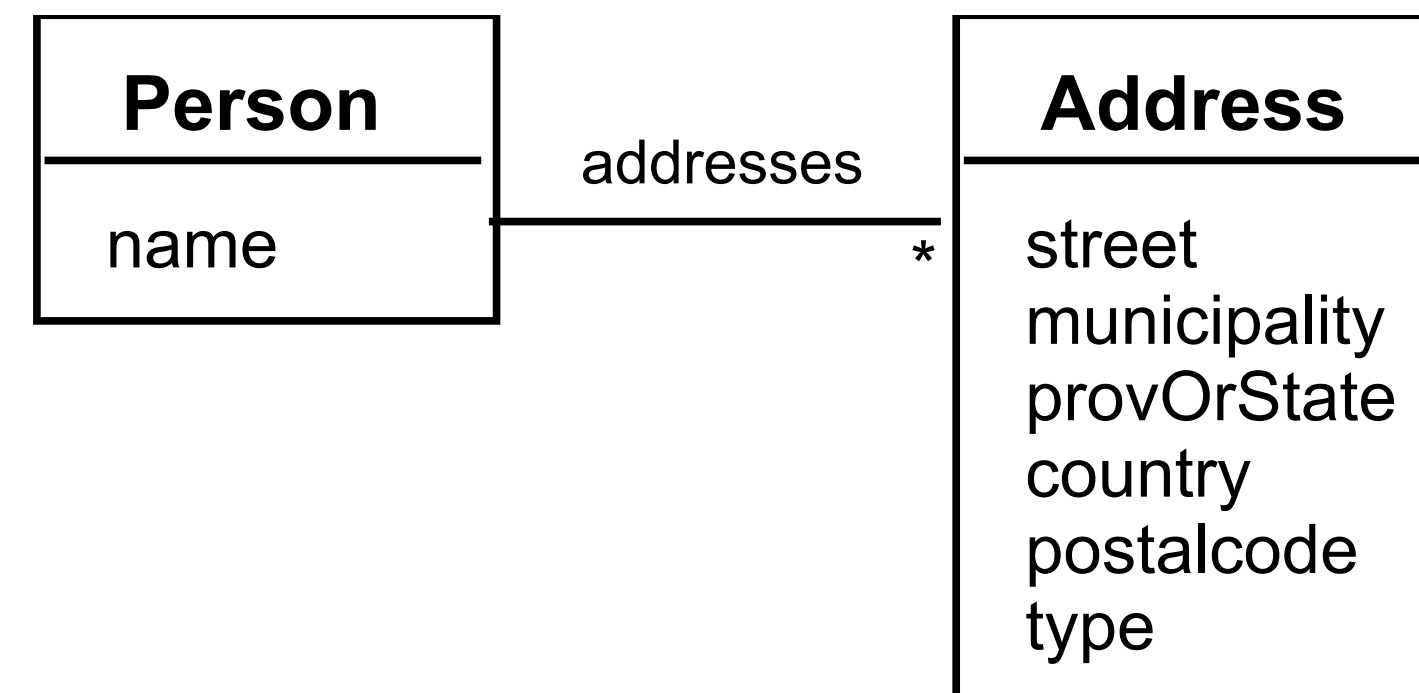 Person
name
addresses
*
Address
street
municipality
provOrState
country
postalcode
type